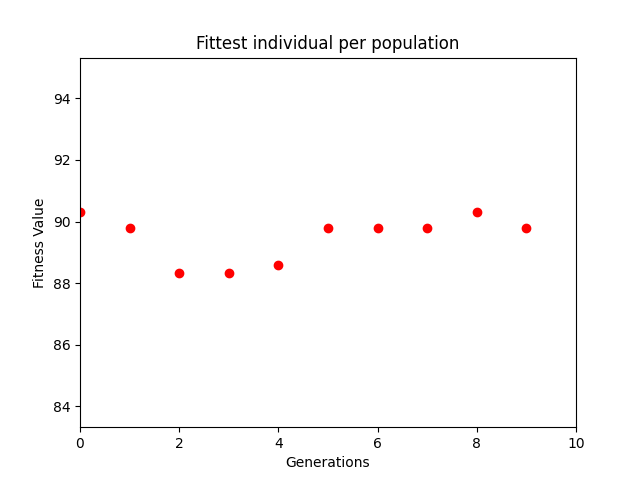 Fittest individual per population
94
92
90
88
86
84
Fitness Value
0 2 4 6 8 10
Generations